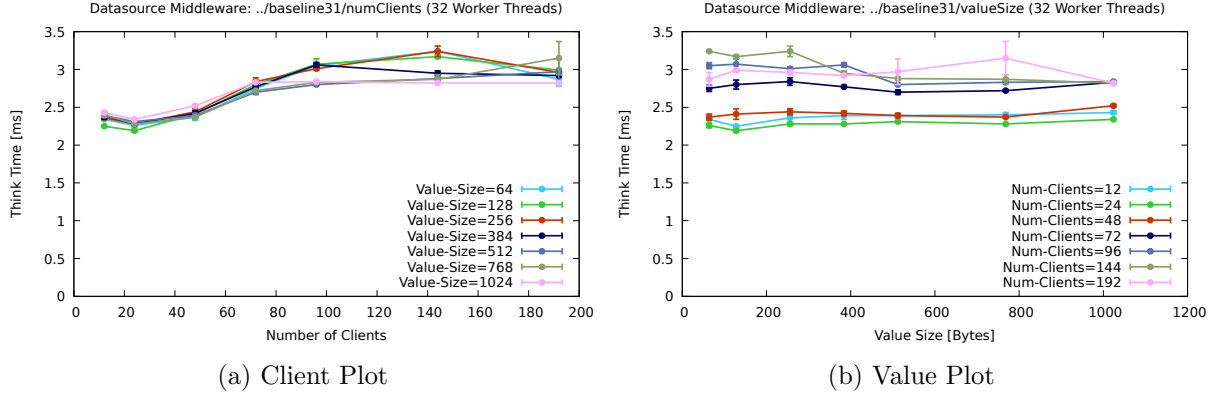 Datasource Middleware: ../baseline31/numClients (32 Worker Threads)
3.5
3
2.5
2
1.5
1
0.5
0
Think Time [ms]
Value-Size=64
Value-Size=128
Value-Size=256
Value-Size=384
Value-Size=512
Value-Size=768
Value-Size=1024
0 20 40 60 80 100 120 140 160 180 200
Number of Clients
(a) Client Plot
Datasource Middleware: ../baseline31/valueSize (32 Worker Threads)
3.5
3
2.5
2
1.5
1
0.5
0
Think Time [ms]
Num-Clients=12
Num-Clients=24
Num-Clients=48
Num-Clients=72
Num-Clients=96
Num-Clients=144
Num-Clients=192
0 200 400 600 800 1000 1200
Value Size [Bytes]
(b) Value Plot